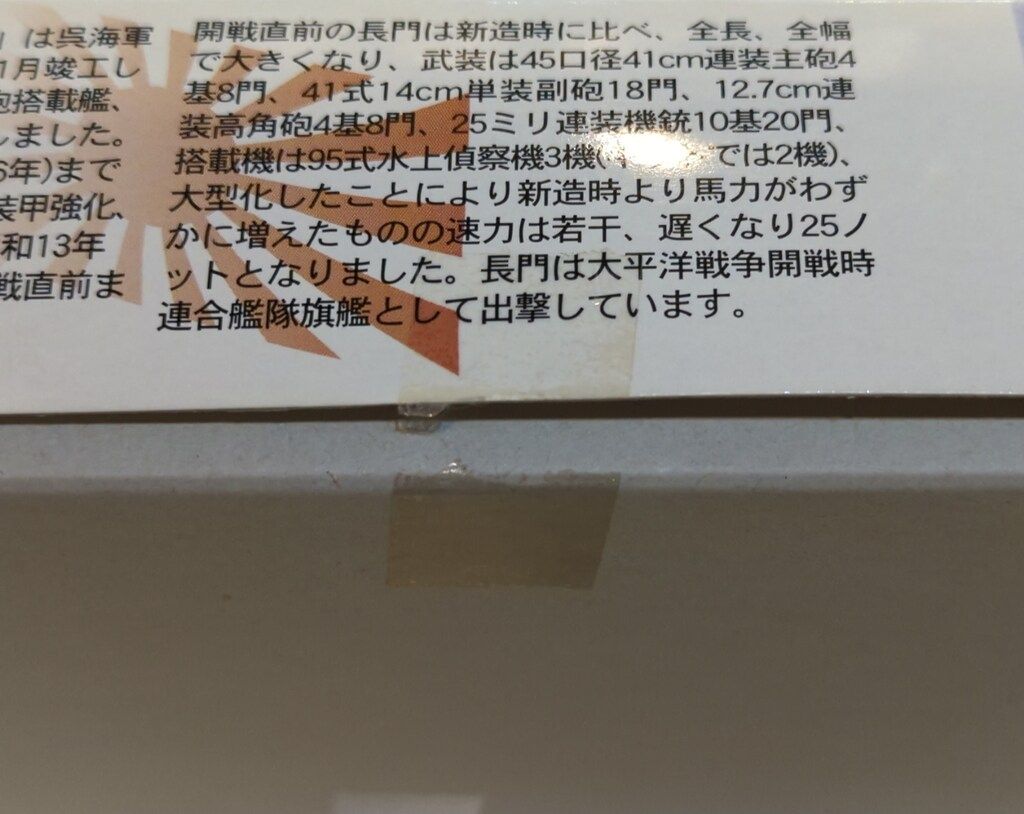 は呉海軍
1月竣工し
搭載艦、
しました。
6年)まで
装甲強化、
和13年
戦直前ま
開戦直前の長門は新造時に比べ、全長、全幅
で大きくなり、武装は45口径41cm連装主砲4
基8門、41式14cm単装副砲18門、12.7cm連
装高角砲4基8門、25ミリ連装機銃10基20門、
搭載機は95式水上偵察機3機( では2機)、
大型化したことにより新造時より馬力がわず
かに増えたものの速力は若干、遅くなり25ノ
ットとなりました。長門は大平洋戦争開戦時
連合艦隊旗艦として出撃しています。